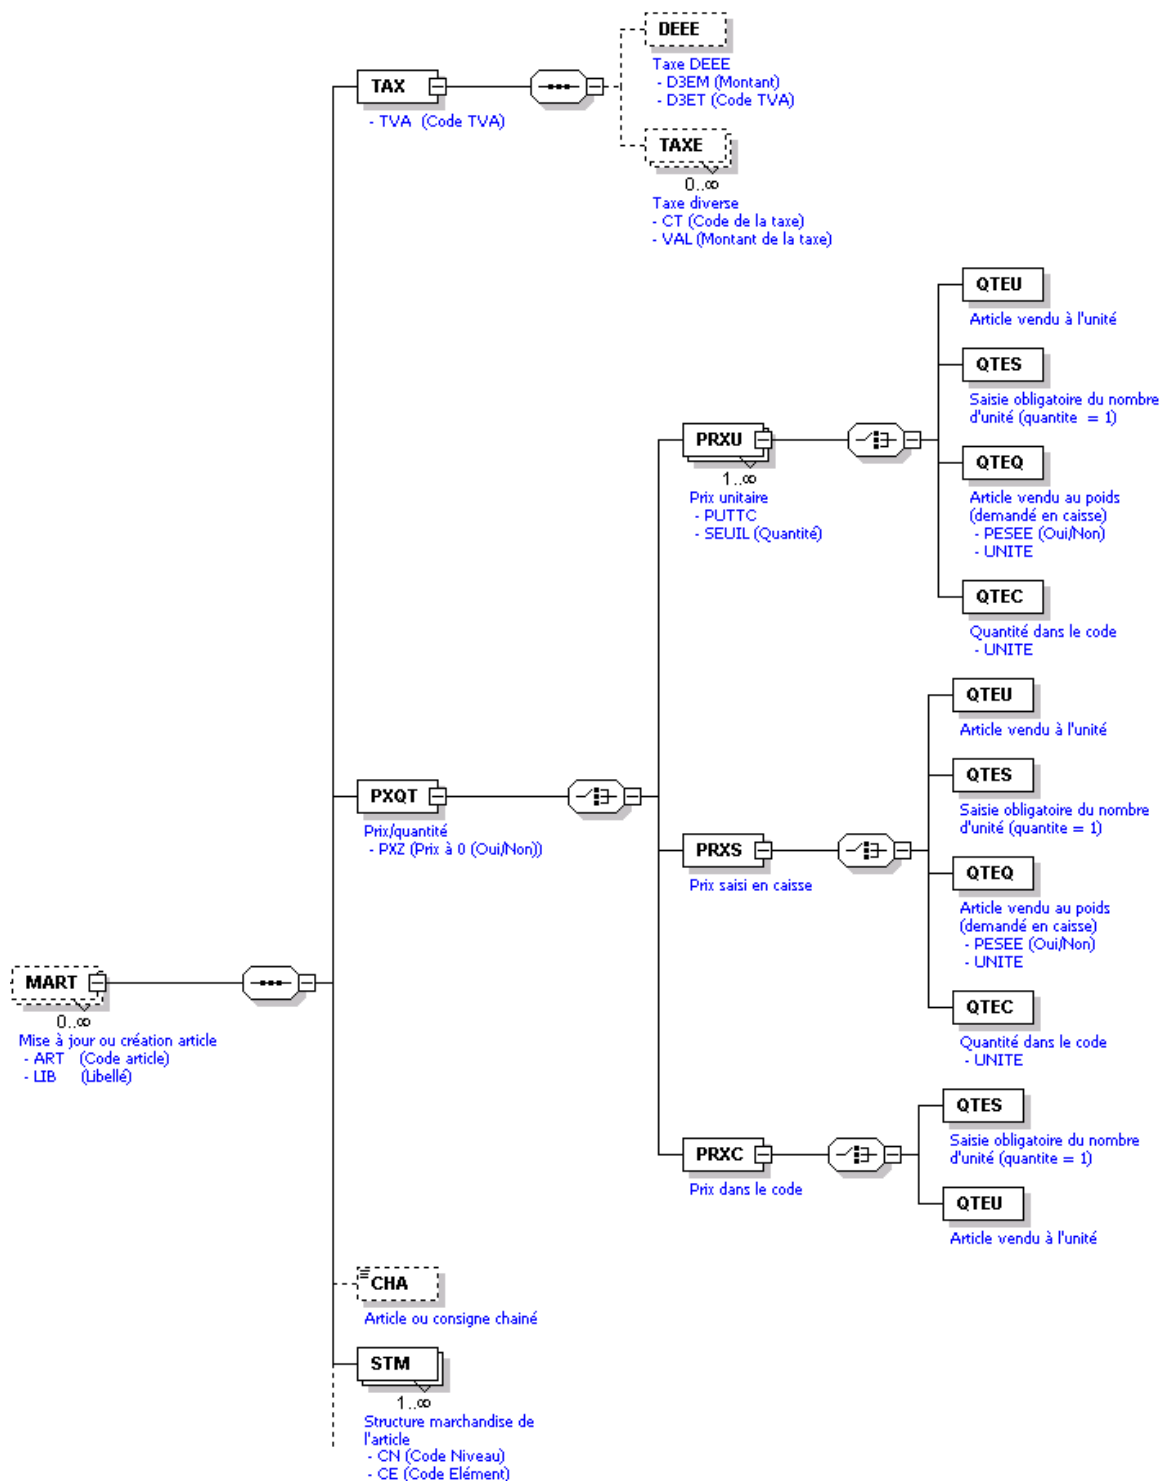 DEEE
Taxe DEEE
- D3EM (Montant)
- D3ET (Code TVA)
TAX
- TVA (Code TVA)
TAXE
0..∞
Taxe diverse
- CT (Code de la taxe)
- VAL (Montant de la taxe)
QTEU
Article vendu à l'unité
QTES
Saisie obligatoire du nombre
d'unité (quantite = 1)
PRXU
1..∞
Prix unitaire
- PUTTC
- SEUIL (Quantité)
QTEQ
Article vendu au poids
(demandé en caisse)
- PESEE (Oui/Non)
- UNITE
QTEC
Quantité dans le code
- UNITE
QTEU
Article vendu à l'unité
PXQT
Prix/quantité
- PXZ (Prix à 0 (Oui/Non))
QTES
Saisie obligatoire du nombre
d'unité (quantite = 1)
PRXS
Prix saisi en caisse
QTEQ
Article vendu au poids
(demandé en caisse)
- PESEE (Oui/Non)
- UNITE
MART
0..∞
Mise à jour ou création article
- ART (Code article)
- LIB (Libellé)
QTEC
Quantité dans le code
- UNITE
QTES
Saisie obligatoire du nombre
d'unité (quantite = 1)
PRXC
Prix dans le code
QTEU
Article vendu à l'unité
CHA
Article ou consigne chainé
STM
1..∞
Structure marchandise de
l'article
- CN (Code Niveau)
- CE (Code Elément)